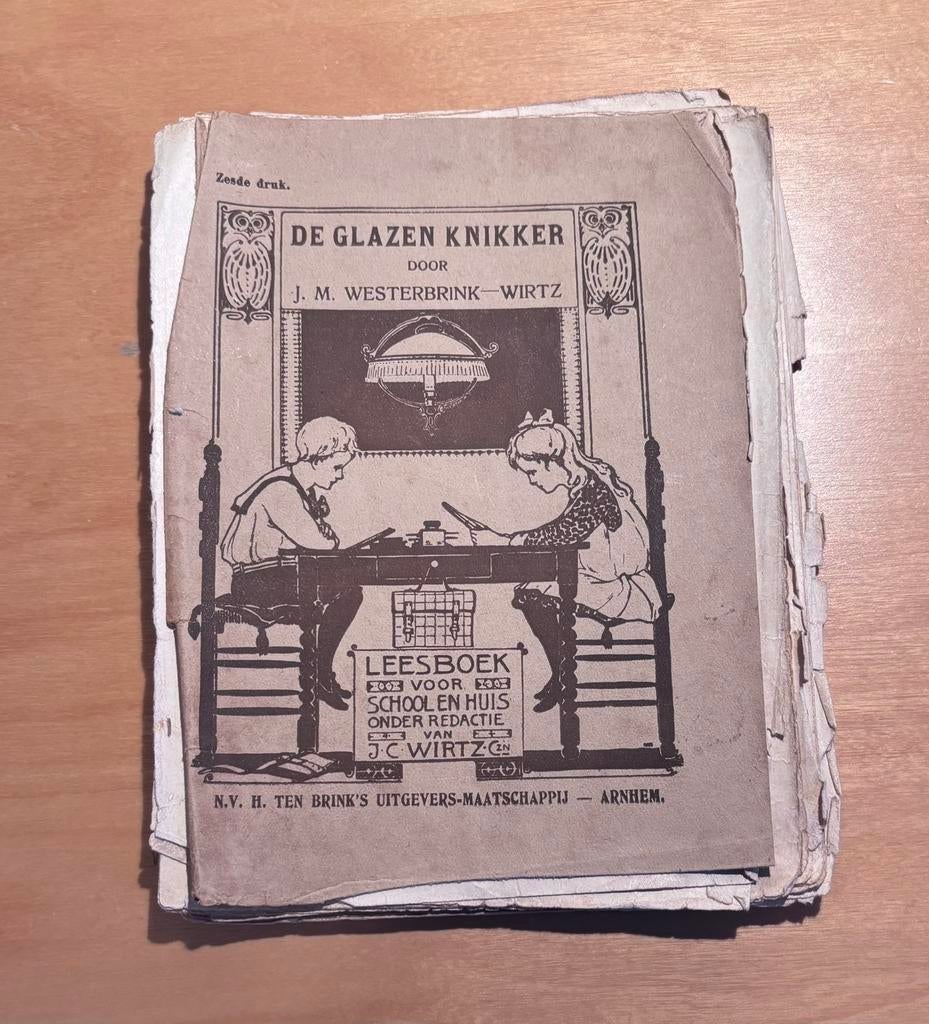 Zesde druk.
DE GLAZEN KNIKKER
DOOR
J. M. WESTERBRINK—WIRTZ
LEESBOEK
VOOR
SCHOOL EN HUIS
ONDER REDACTIE
VAN
J·C·WIRTZ·CZN
N.V. H. TEN BRINK'S UITGEVERS-MAATSCHAPPIJ — ARNHEM.